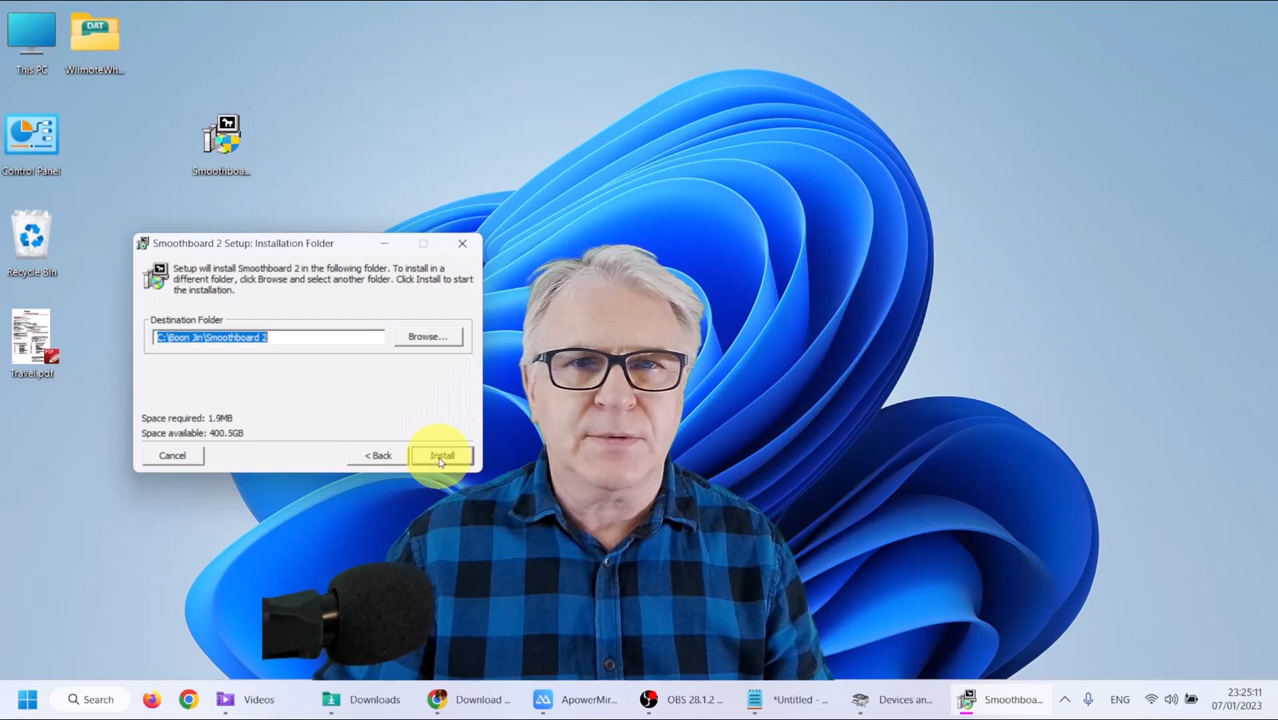 This PC
WiimoteWh...
DAT
Control Panel
Smoothboa...
Recycle Bin
PDF
Travel.pdf
Smoothboard 2 Setup: Installation Folder
Setup will install Smoothboard 2 in the following folder. To install in a
different folder, click Browse and select another folder. Click Install to start
the installation.
Destination Folder
C:\Boon Jin\Smoothboard 2
Browse...
Space required: 1.9MB
Space available: 400.5GB
Cancel
< Back
Install
Search
Videos
Downloads
Download ...
ApowerMir...
OBS 28.1.2 ...
*Untitled - ...
Devices an...
Smoothboa...
ENG
23:25:11
07/01/2023